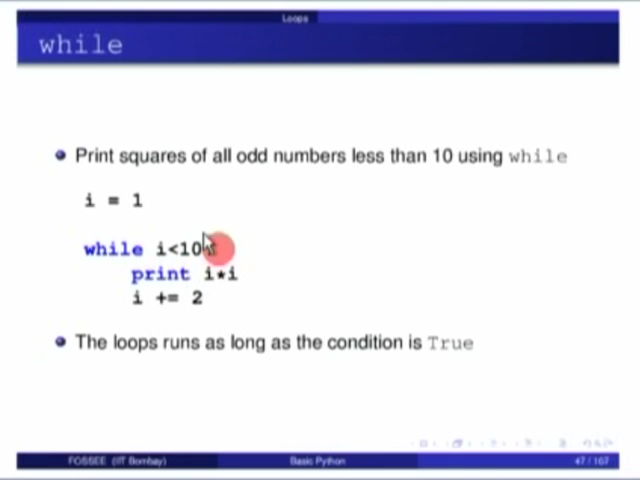 Loops
while
Print squares of all odd numbers less than 10 using while
i = 1
while i<10:
print i*i
i += 2
The loops runs as long as the condition is True
FOSSEE (IIT Bombay) Basic Python 47 / 167